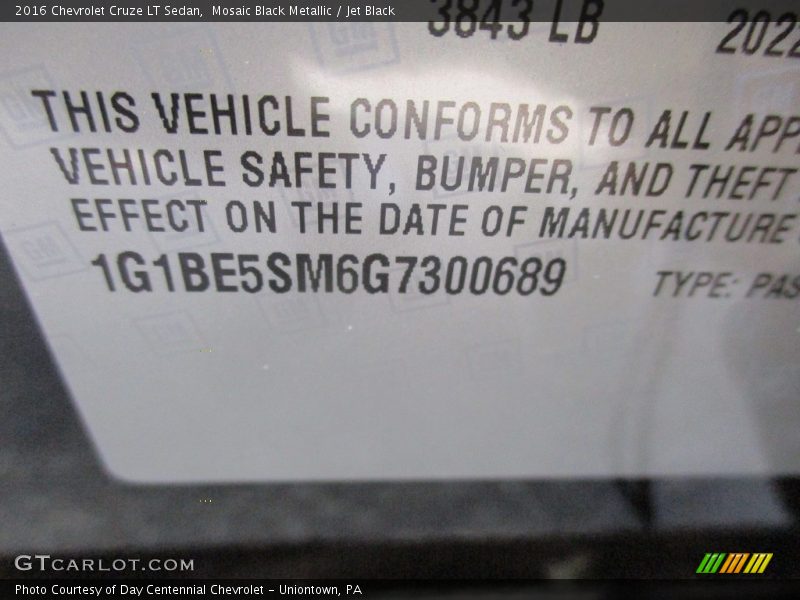 2016 Chevrolet Cruze LT Sedan, Mosaic Black Metallic / Jet Black
3843 LB 2022
THIS VEHICLE CONFORMS TO ALL APP
VEHICLE SAFETY, BUMPER, AND THEFT
EFFECT ON THE DATE OF MANUFACTURE
1G1BE5SM6G7300689 TYPE: PAS
GTCARLOT.COM
Photo Courtesy of Day Centennial Chevrolet - Uniontown, PA